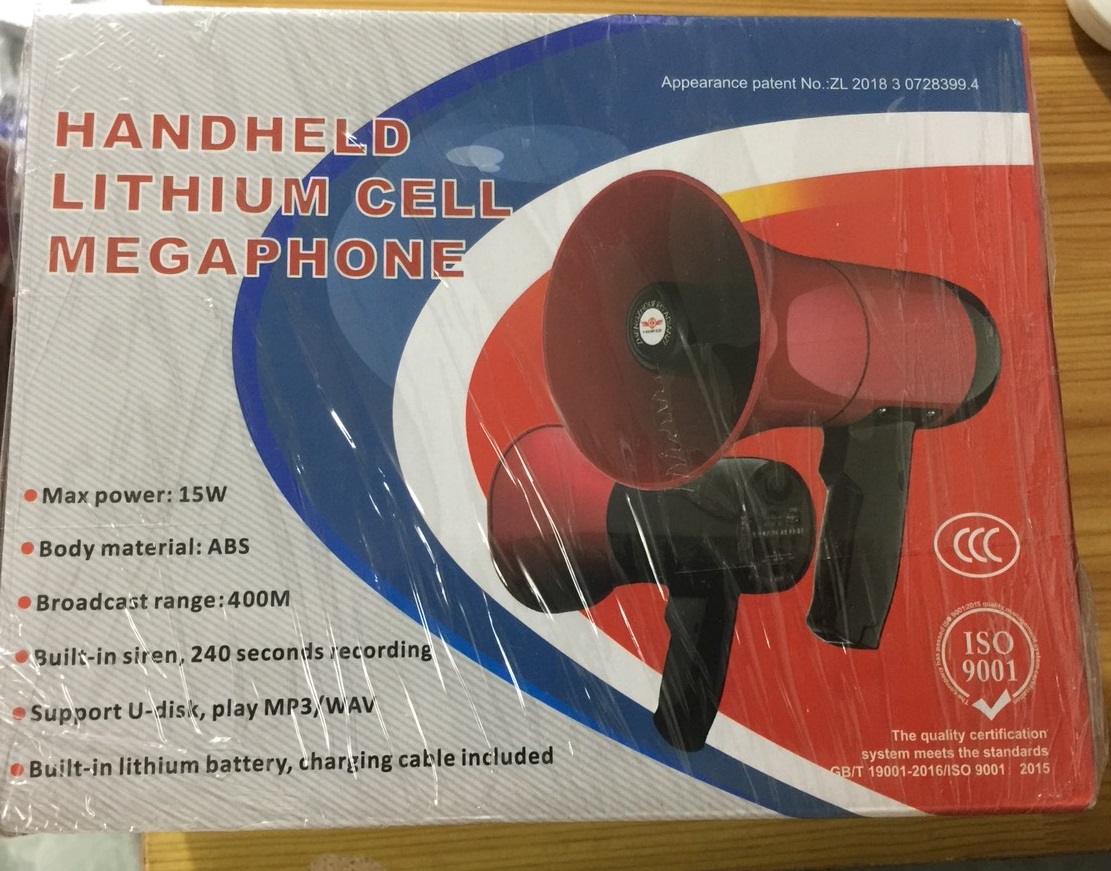 Appearance patent No.:ZL 2018 3 0728399.4
HANDHELD
LITHIUM CELL
MEGAPHONE
Max power: 15W
Body material: ABS
Broadcast range:400M
Built-in siren, 240 seconds recording
Support U-disk, play MP3/WAV
Built-in lithium battery, charging cable included
CCC
ISO
9001
The quality certification
system meets the standards
GB/T 19001-2016/ISO 9001 2015